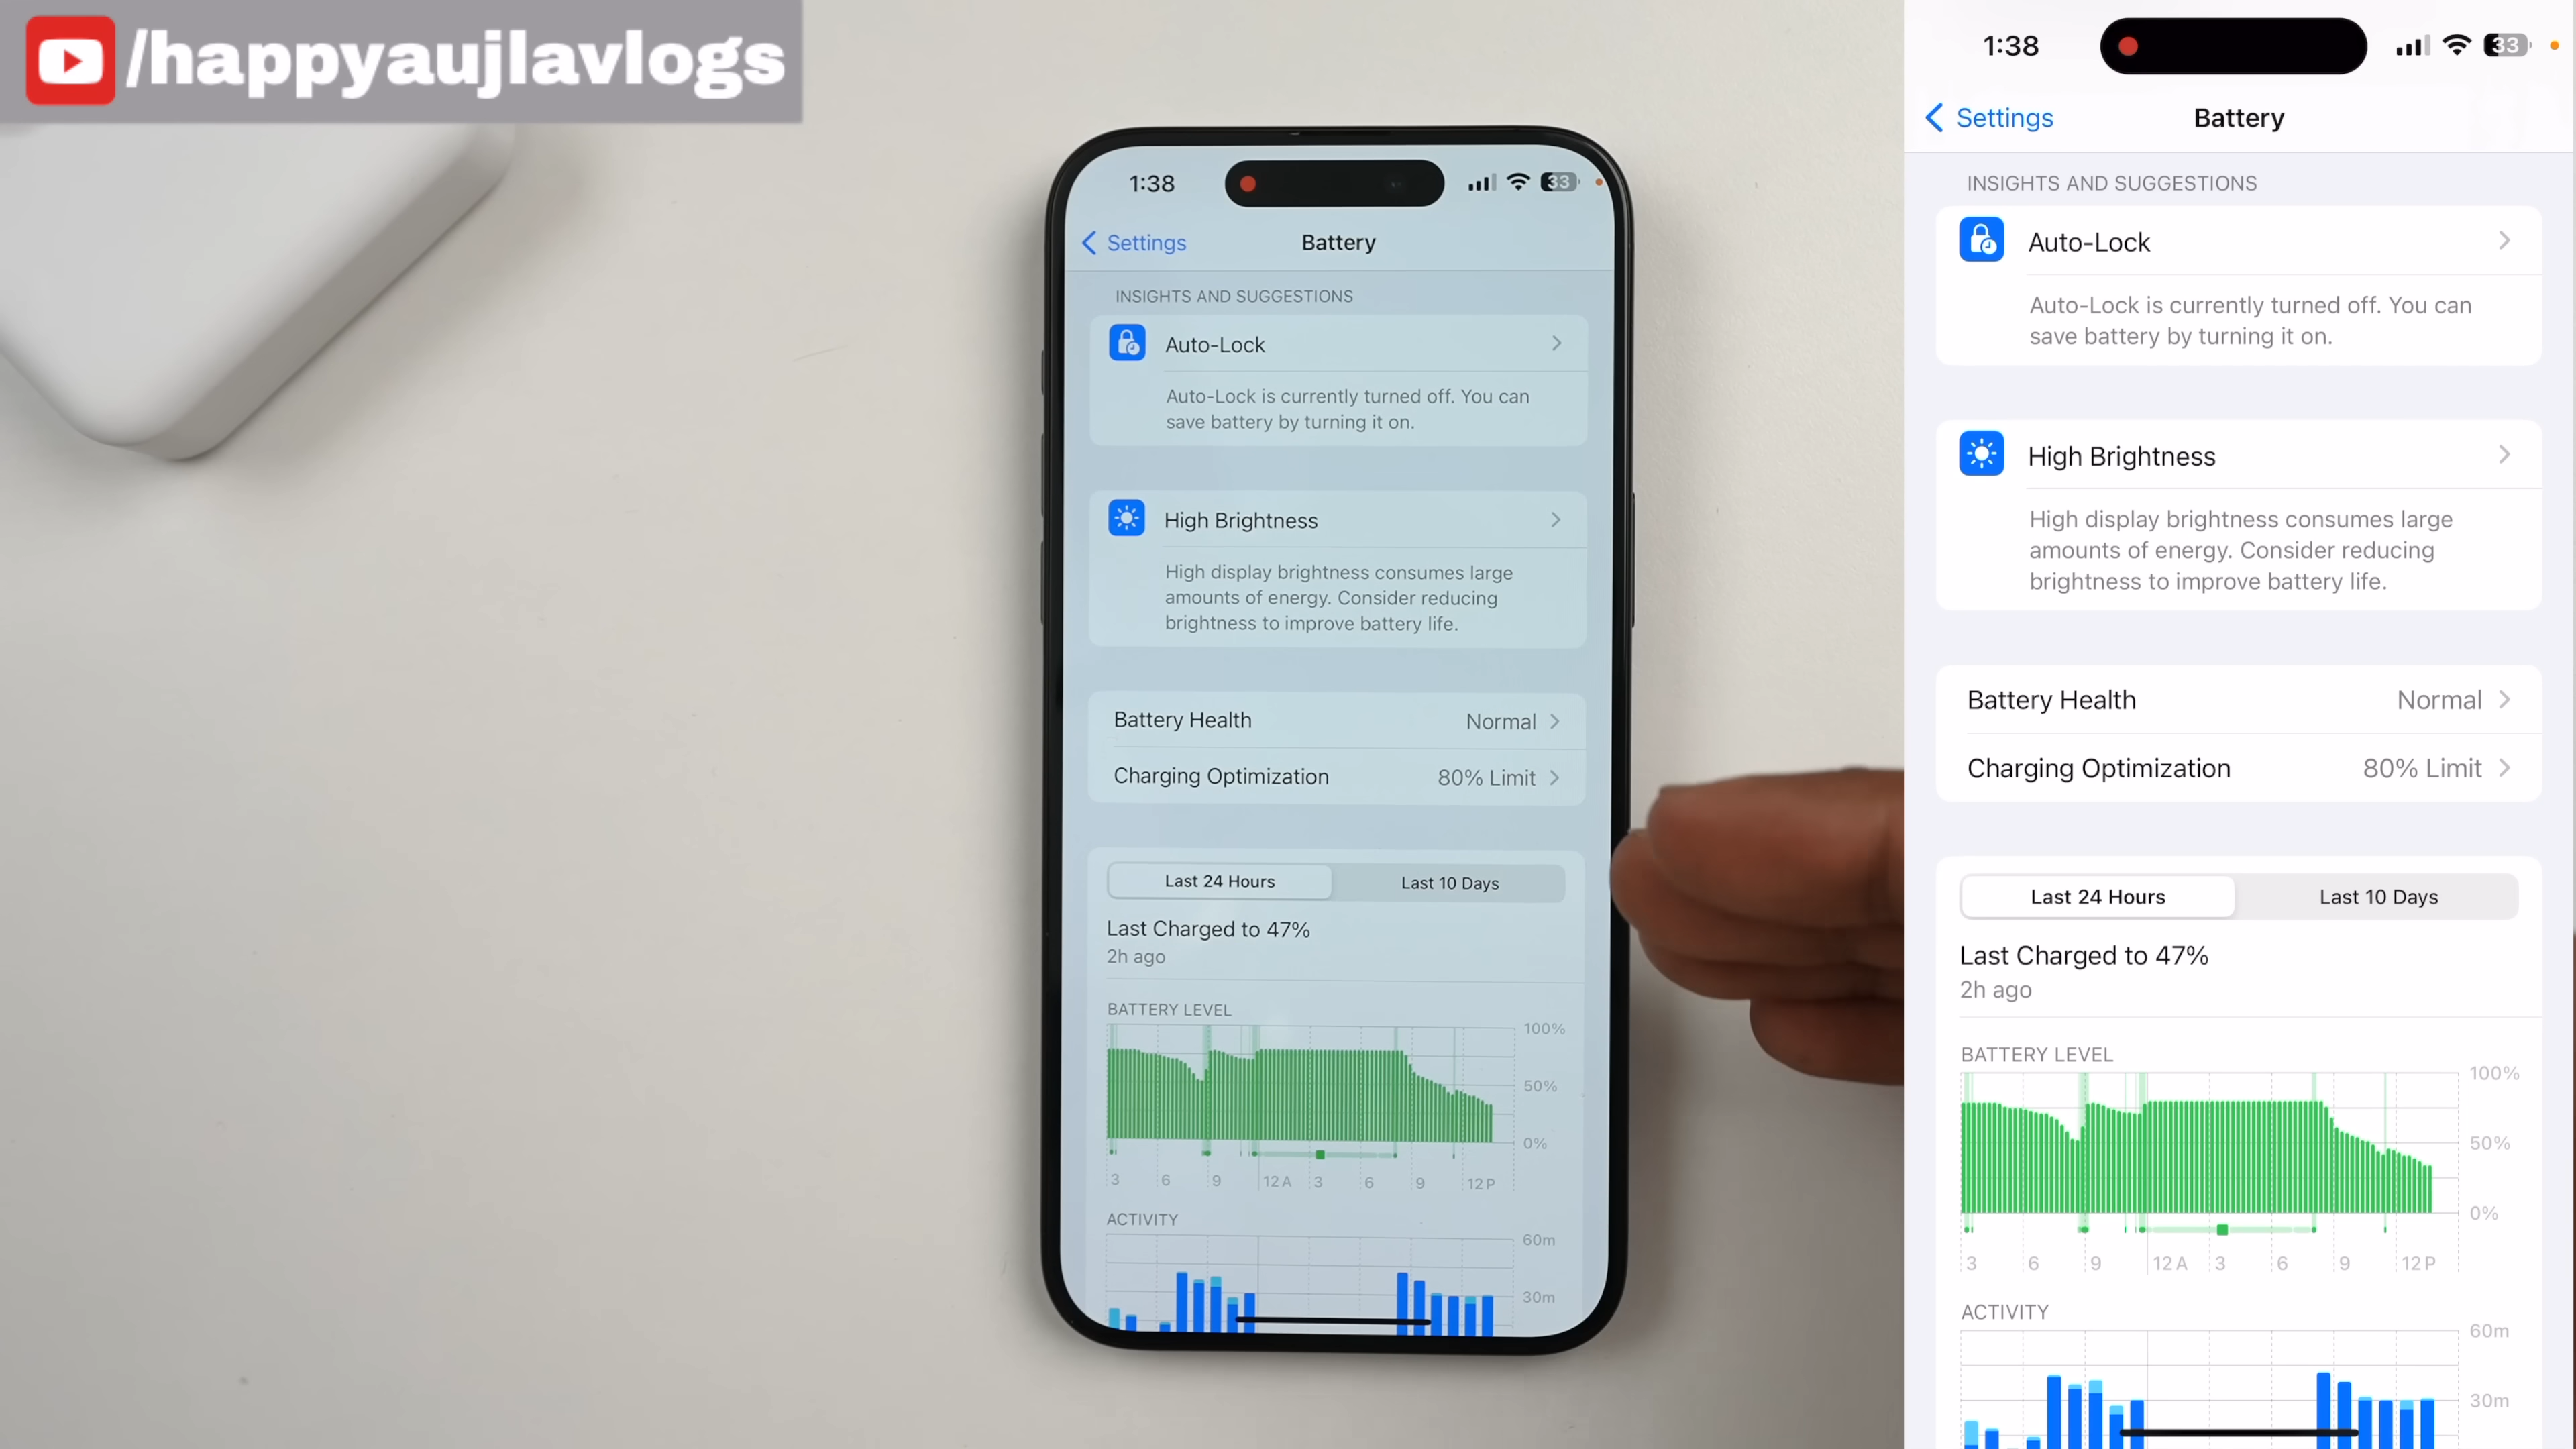 /happyaujlavlogs
1:38
33
Settings
Battery
INSIGHTS AND SUGGESTIONS
Auto-Lock
Auto-Lock is currently turned off. You can
save battery by turning it on.
High Brightness
High display brightness consumes large
amounts of energy. Consider reducing
brightness to improve battery life.
Battery Health Normal
Charging Optimization 80% Limit
Last 24 Hours Last 10 Days
Last Charged to 47%
2h ago
BATTERY LEVEL
100%
50%
0%
3 6 9 12 A 3 6 9 12 P
ACTIVITY
60m
30m
1:38
33
Settings
Battery
INSIGHTS AND SUGGESTIONS
Auto-Lock
Auto-Lock is currently turned off. You can
save battery by turning it on.
High Brightness
High display brightness consumes large
amounts of energy. Consider reducing
brightness to improve battery life.
Battery Health Normal
Charging Optimization 80% Limit
Last 24 Hours Last 10 Days
Last Charged to 47%
2h ago
BATTERY LEVEL
100%
50%
0%
3 6 9 12 A 3 6 9 12 P
ACTIVITY
60m
30m